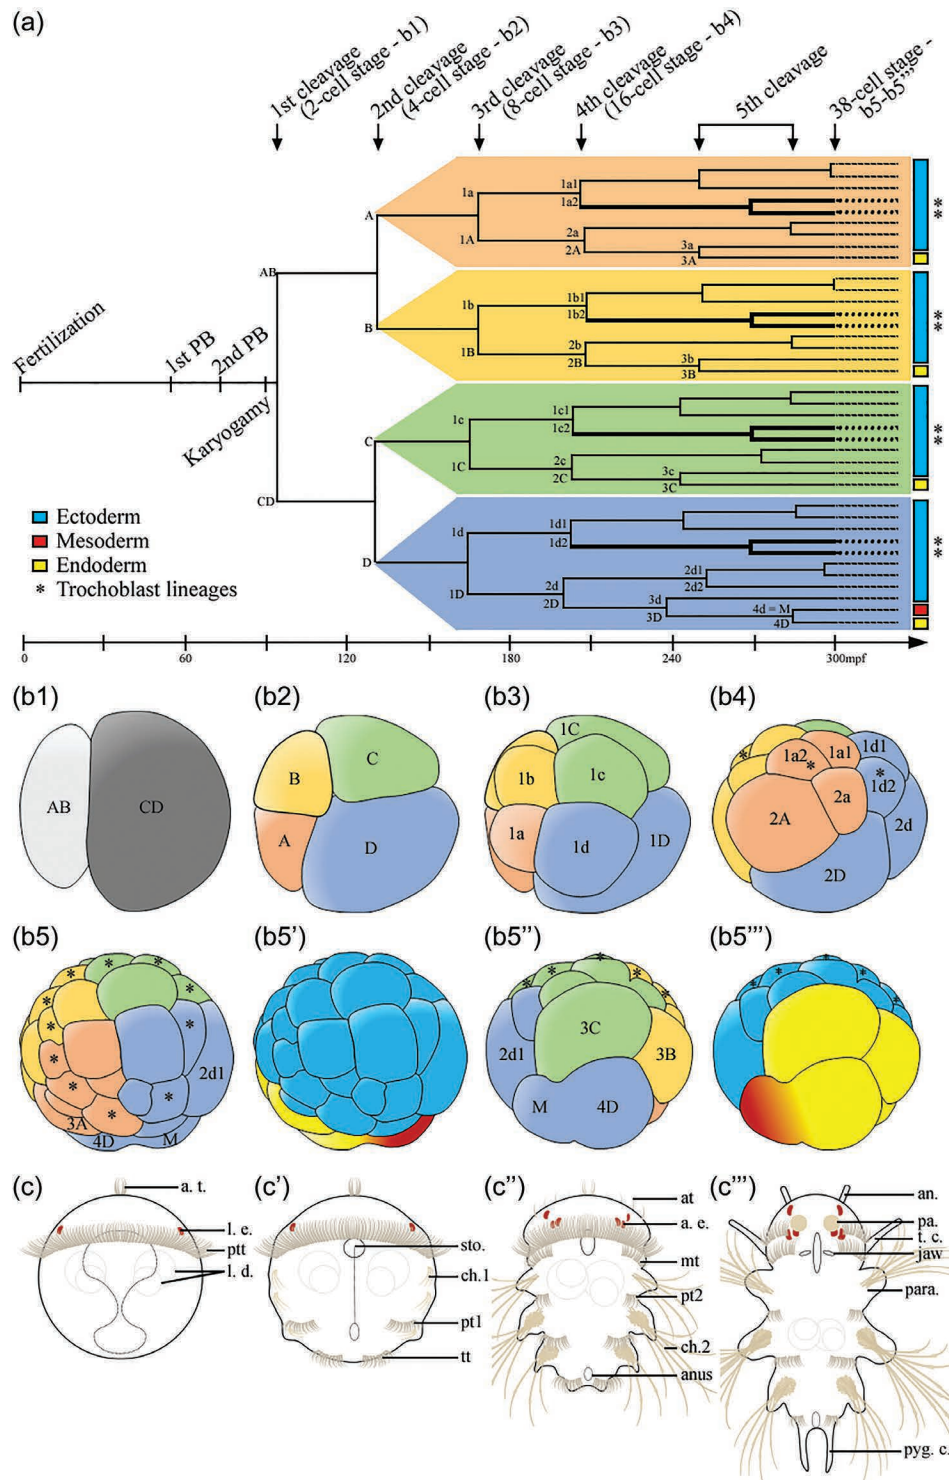 (a)
1st cleavage
(2-cell stage - b1)
2nd cleavage
(4-cell stage - b2)
3rd cleavage
(8-cell stage - b3)
4th cleavage
(16-cell stage - b4)
5th cleavage
38-cell stage -
b5-b5'''
Fertilization
1st PB
2nd PB
Karyogamy
AB
CD
A
1a
1A
1a1
1a2
2a
2A
3a
3A
*
*
B
1b
1B
1b1
1b2
2b
2B
3b
3B
*
*
C
1c
1C
1c1
1c2
2c
2C
3c
3C
*
*
D
1d
1D
1d1
1d2
2d
2D
2d1
2d2
3d
3D
4d = M
4D
*
*
Ectoderm
Mesoderm
Endoderm
* Trochoblast lineages
0 60 120 180 240 300mpf
(b1) (b2) (b3) (b4)
AB CD
B C
A D
1C
1b 1c
1a 1d 1D
1a2 * 1a1 1d1
* 1d2
*
2A 2a 2d
2D
(b5) (b5') (b5'') (b5''')
* * * * * * * * * *
2d1
3A
4D M
* * * * *
3C
2d1 3B
M 4D
* * * * *
(c) (c') (c'') (c''')
a. t.
l. e.
ptt
l. d.
sto.
ch.1
pt1
tt
at
a. e.
mt
pt2
ch.2
anus
an.
pa.
t. c.
jaw
para.
pyg. c.